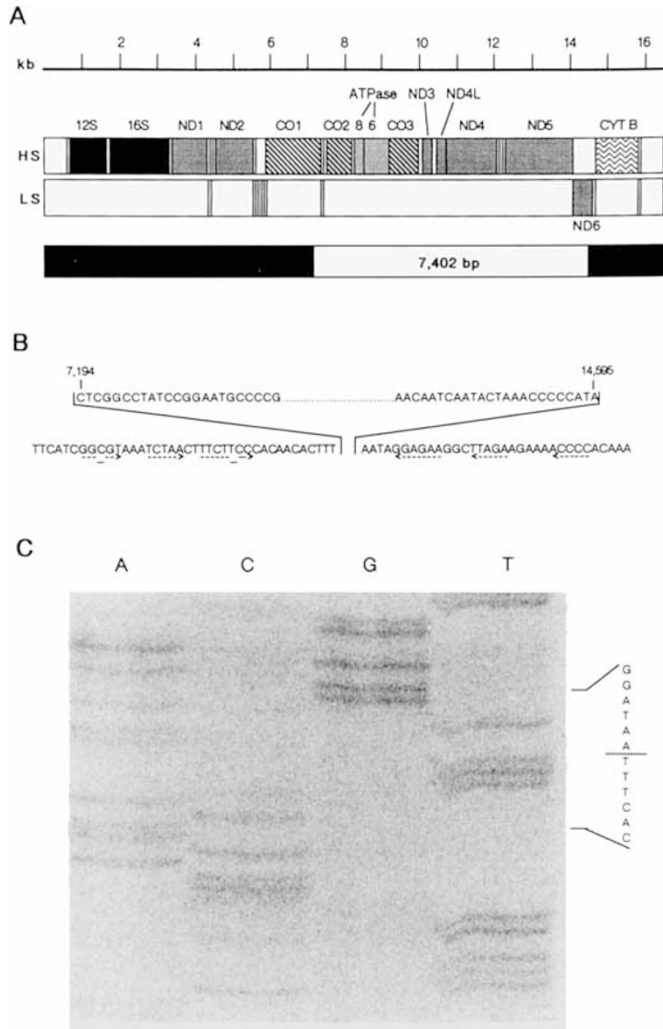 A
2 4 6 8 10 12 14 16
kb
ATPase ND3 ND4L
12S 16S ND1 ND2 CO1 CO2 8 6 CO3 ND4 ND5 CYT B
HS
LS
ND6
7,402 bp
B
7,194 14,595
CTCGGCCTATCCGGAATGCCCCG AACAATCAATACTAAACCCCCATA
TTCATCGGCGTAAATCTAACTTTCTTCCCACAACACTTT AATAGGAGAAGGCTTAGAAGAAAACCCCACAAA
C
A C G T
G
G
A
T
A
A
T
T
T
C
A
C